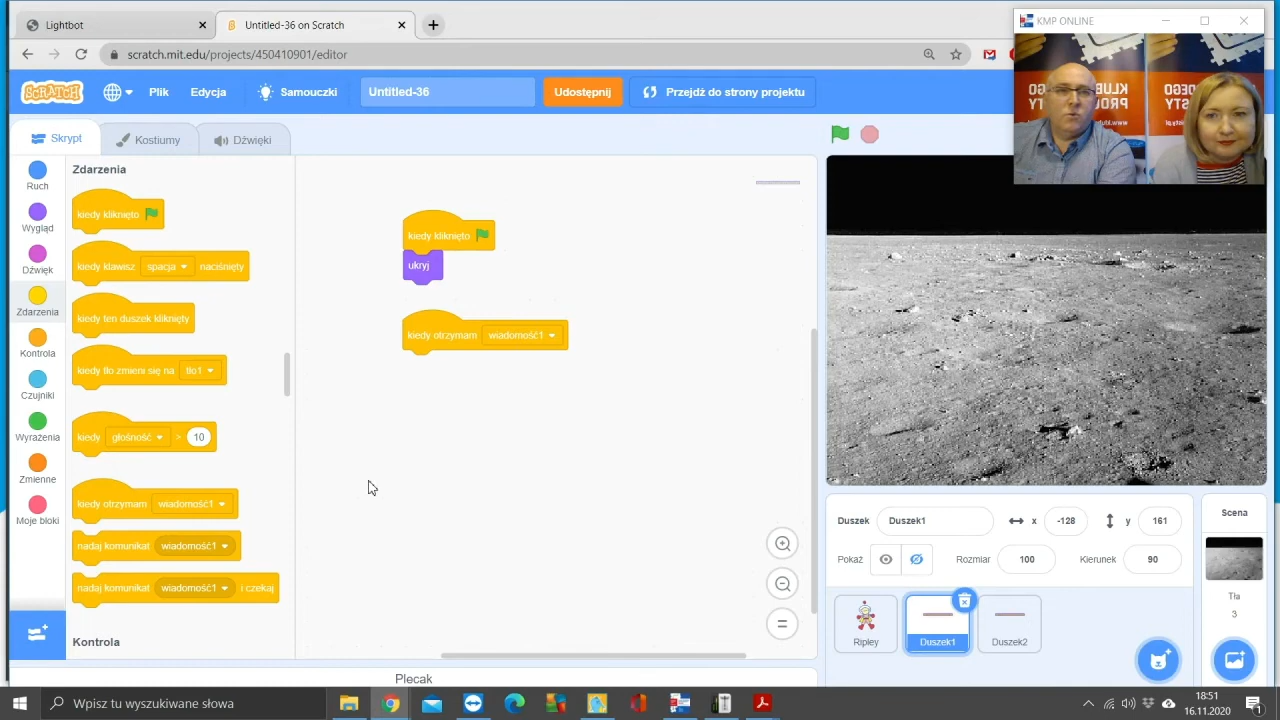 Lightbot
Untitled-36 on Scratch
KMP ONLINE
scratch.mit.edu/projects/450410901/editor
SCRATCH
Plik
Edycja
Samouczki
Untitled-36
Udostępnij
Przejdź do strony projektu
Skrypt
Kostiumy
Dźwięki
Ruch
Wygląd
Dźwięk
Zdarzenia
Kontrola
Czujniki
Wyrażenia
Zmienne
Moje bloki
Zdarzenia
kiedy kliknięto
kiedy klawisz spacja naciśnięty
kiedy ten duszek kliknięty
kiedy tło zmieni się na tło1
kiedy głośność > 10
kiedy otrzymam wiadomość1
nadaj komunikat wiadomość1
nadaj komunikat wiadomość1 i czekaj
Kontrola
kiedy kliknięto
ukryj
kiedy otrzymam wiadomość1
Plecak
Duszek Duszek1 x -128 y 161
Pokaż Rozmiar 100 Kierunek 90
Ripley
Duszek1
Duszek2
Scena
Tła
3
Wpisz tu wyszukiwane słowa
18:51
16.11.2020
1